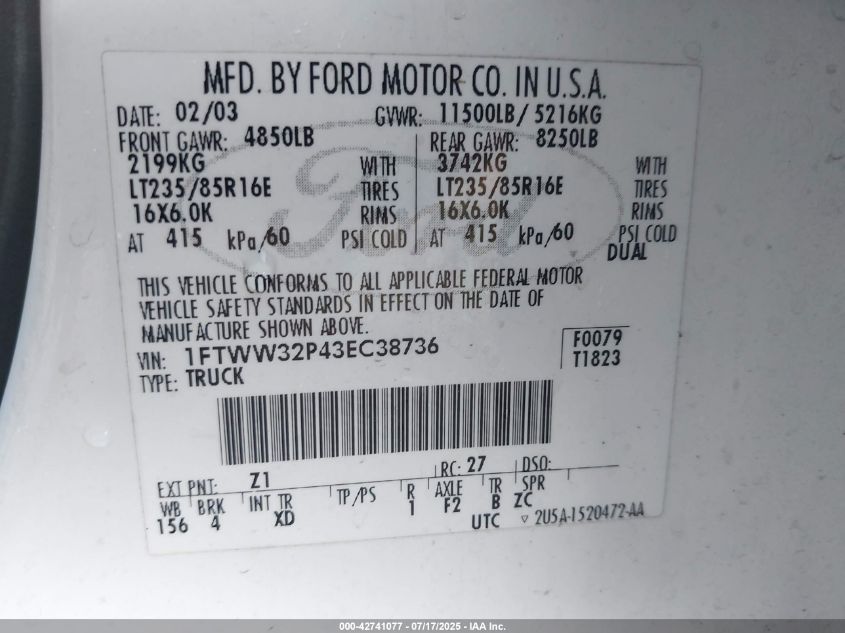 MFD. BY FORD MOTOR CO. IN U.S.A.
DATE: 02/03 GVWR: 11500LB/ 5216KG
FRONT GAWR: 4850LB REAR GAWR: 8250LB
2199KG WITH 3742KG WITH
LT235/85R16E TIRES LT235/85R16E TIRES
16X6.0K RIMS 16X6.0K RIMS
AT 415 kPa/60 PSI COLD AT 415 kPa/60 PSI COLD
DUAL
Ford
THIS VEHICLE CONFORMS TO ALL APPLICABLE FEDERAL MOTOR
VEHICLE SAFETY STANDARDS IN EFFECT ON THE DATE OF
MANUFACTURE SHOWN ABOVE.
VIN: 1FTWW32P43EC38736 F0079
TYPE: TRUCK T1823
EXT PNT: Z1 RC: 27 DSO:
WB BRK INT TR TP/PS R AXLE TR SPR
156 4 XD 1 F2 B ZC
UTC ▽ 2U5A-1520472-AA
000-42741077 - 07/17/2025 - IAA Inc.